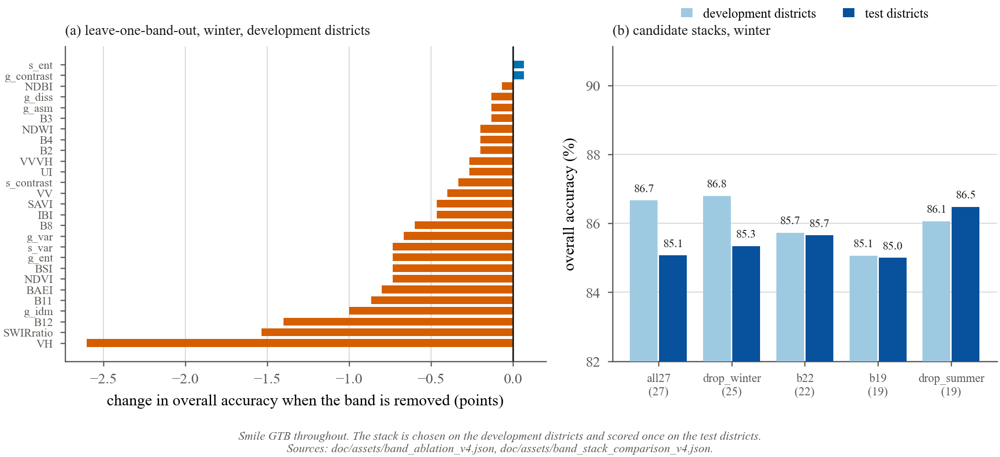 development districts
test districts
(a) leave-one-band-out, winter, development districts
(b) candidate stacks, winter
s_ent
g_contrast
NDBI
g_diss
g_asm
B3
NDWI
B4
B2
VVVH
UI
s_contrast
VV
SAVI
IBI
B8
g_var
s_var
g_ent
BSI
NDVI
BAEI
B11
g_idm
B12
SWIRratio
VH
−2.5 −2.0 −1.5 −1.0 −0.5 0.0
change in overall accuracy when the band is removed (points)
overall accuracy (%)
90
88
86
84
82
86.7 85.1
86.8 85.3
85.7 85.7
85.1 85.0
86.1 86.5
all27 drop_winter b22 b19 drop_summer
(27) (25) (22) (19) (19)
Smile GTB throughout. The stack is chosen on the development districts and scored once on the test districts.
Sources: doc/assets/band_ablation_v4.json, doc/assets/band_stack_comparison_v4.json.